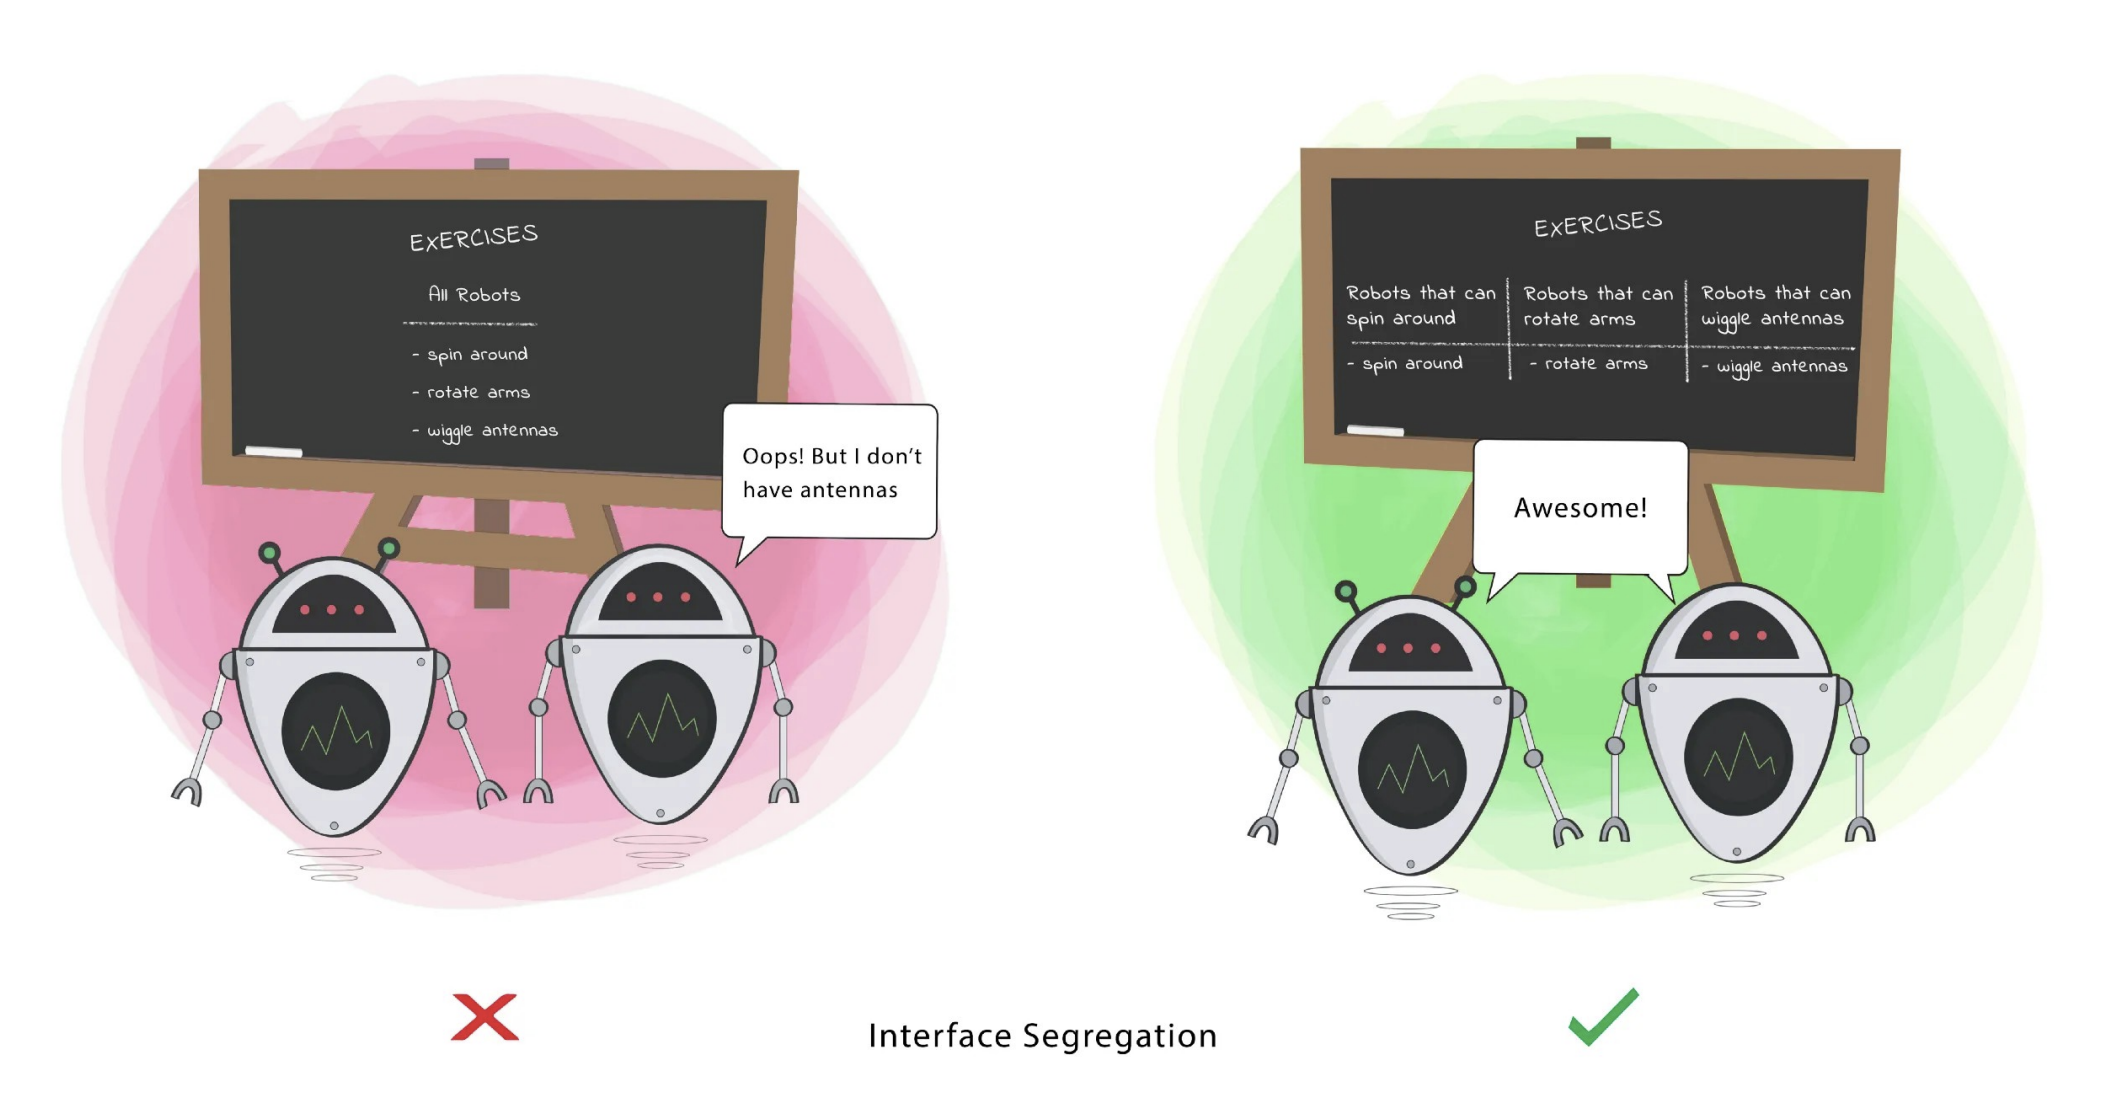 EXERCISES
All Robots
- spin around
- rotate arms
- wiggle antennas
Oops! But I don't
have antennas
EXERCISES
Robots that can
spin around
- spin around
Robots that can
rotate arms
- rotate arms
Robots that can
wiggle antennas
- wiggle antennas
Awesome!
Interface Segregation